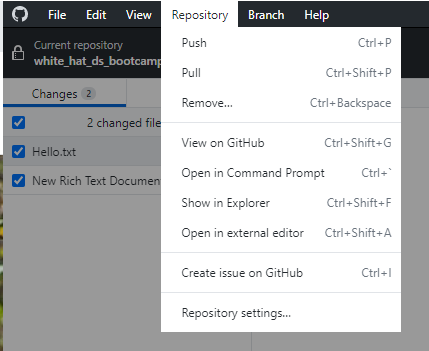 File Edit View Repository Branch Help
Current repository
white_hat_ds_bootcamp
Changes 2
2 changed file
Hello.txt
New Rich Text Document
Push Ctrl+P
Pull Ctrl+Shift+P
Remove... Ctrl+Backspace
View on GitHub Ctrl+Shift+G
Open in Command Prompt Ctrl+`
Show in Explorer Ctrl+Shift+F
Open in external editor Ctrl+Shift+A
Create issue on GitHub Ctrl+I
Repository settings...